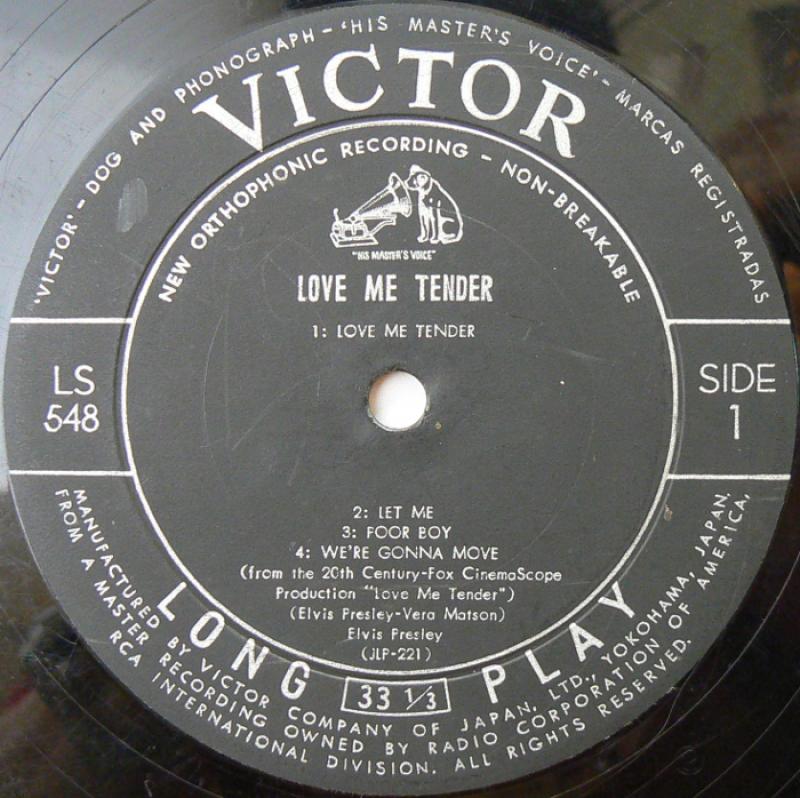 'VICTOR' - DOG AND PHONOGRAPH - 'HIS MASTER'S VOICE' - MARCAS REGISTRADAS
VICTOR
NEW ORTHOPHONIC RECORDING - NON-BREAKABLE
"HIS MASTER'S VOICE"
LOVE ME TENDER
1: LOVE ME TENDER
LS
548
SIDE
1
2: LET ME
3: POOR BOY
4: WE'RE GONNA MOVE
(from the 20th Century-Fox CinemaScope
Production "Love Me Tender")
(Elvis Presley-Vera Matson)
Elvis Presley
(JLP-221)
LONG 33 1/3 PLAY
MANUFACTURED BY VICTOR COMPANY OF JAPAN, LTD., YOKOHAMA, JAPAN,
FROM A MASTER RECORDING OWNED BY RADIO CORPORATION OF AMERICA,
RCA INTERNATIONAL DIVISION. ALL RIGHTS RESERVED.